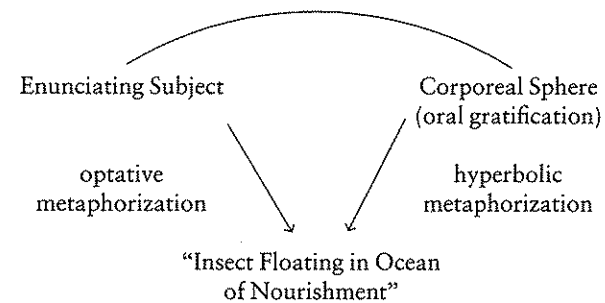 Enunciating Subject
Corporeal Sphere
(oral gratification)
optative
metaphorization
hyperbolic
metaphorization
“Insect Floating in Ocean
of Nourishment”